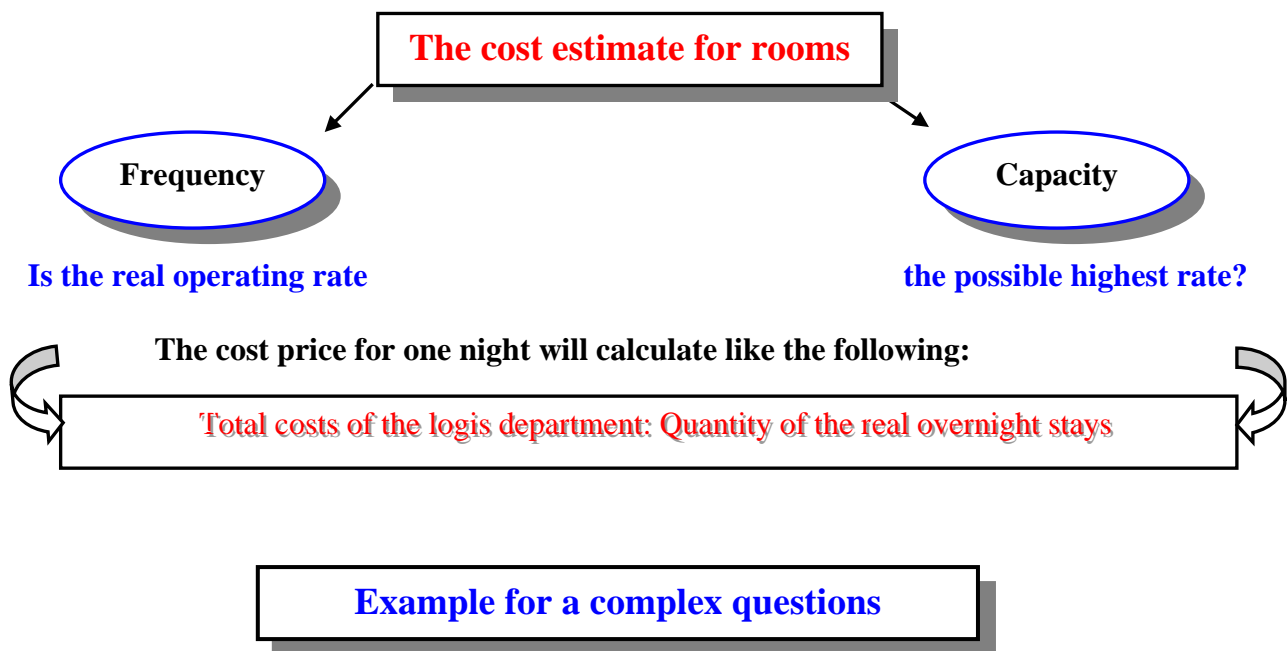 The cost estimate for rooms
Frequency
Capacity
Is the real operating rate
the possible highest rate?
The cost price for one night will calculate like the following:
Total costs of the logis department: Quantity of the real overnight stays
Example for a complex questions